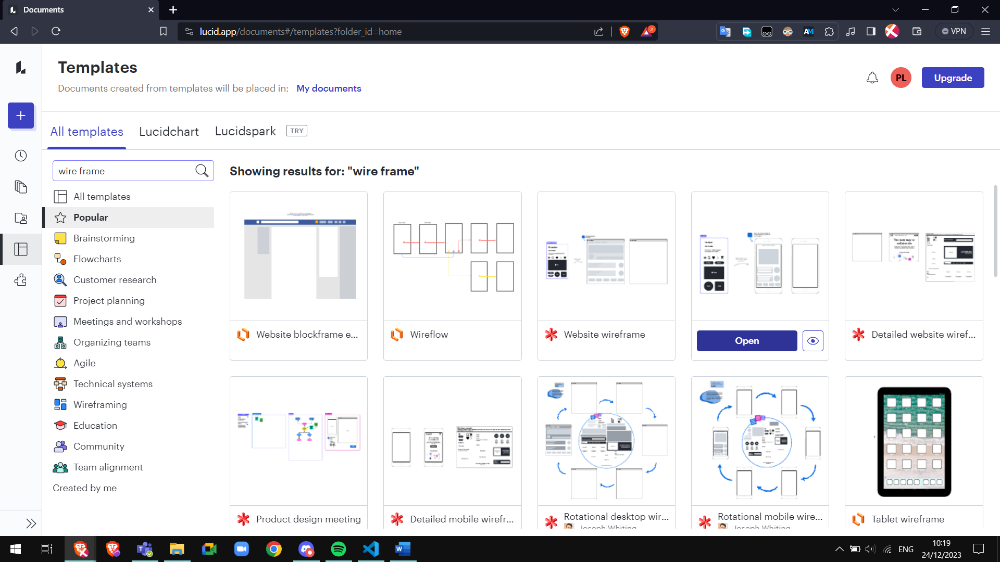 Documents
lucid.app/documents#/templates?folder_id=home
2
AM
VPN
Templates
Documents created from templates will be placed in: My documents
PL
Upgrade
All templates
Lucidchart
Lucidspark
TRY
wire frame
Showing results for: "wire frame"
All templates
Popular
Brainstorming
Flowcharts
Customer research
Project planning
Meetings and workshops
Organizing teams
Agile
Technical systems
Wireframing
Education
Community
Team alignment
Created by me
Website blockframe e...
Wireflow
Website wireframe
Open
Detailed website wiref...
Product design meeting
Detailed mobile wirefr...
Rotational desktop wir...
Joseph Whiting
Rotational mobile wire...
Joseph Whiting
Tablet wireframe
ENG
10:19
24/12/2023